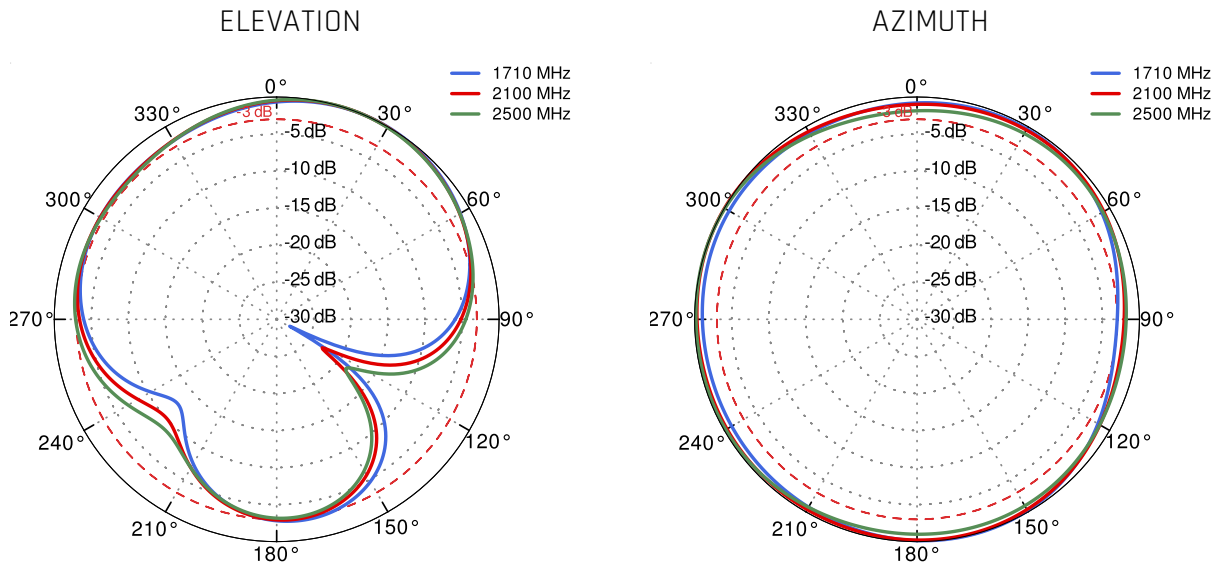 ELEVATION
1710 MHz
2100 MHz
2500 MHz
0°
330°
30°
-3 dB
-5 dB
-10 dB
300°
60°
-15 dB
-20 dB
-25 dB
-30 dB
270°
90°
240°
120°
210°
150°
180°
AZIMUTH
1710 MHz
2100 MHz
2500 MHz
0°
330°
30°
-3 dB
-5 dB
-10 dB
300°
60°
-15 dB
-20 dB
-25 dB
-30 dB
270°
90°
240°
120°
210°
150°
180°